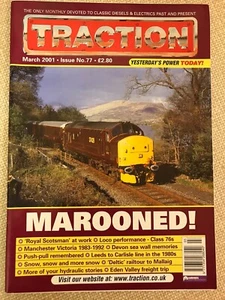 THE ONLY MONTHLY DEVOTED TO CLASSIC DIESELS & ELECTRICS PAST AND PRESENT
TRACTION
March 2001 • Issue No.77 • £2.80
YESTERDAY'S POWER TODAY!
MAROONED!
'Royal Scotsman' at work Loco performance - Class 76s
Manchester Victoria 1983-1992 Devon sea wall memories
Push-pull remembered Leeds to Carlisle line in the 1980s
Snow, snow and more snow 'Deltic' railtour to Mallaig
More of your hydraulic stories Eden Valley freight trip
Visit our website at: www.traction.co.uk